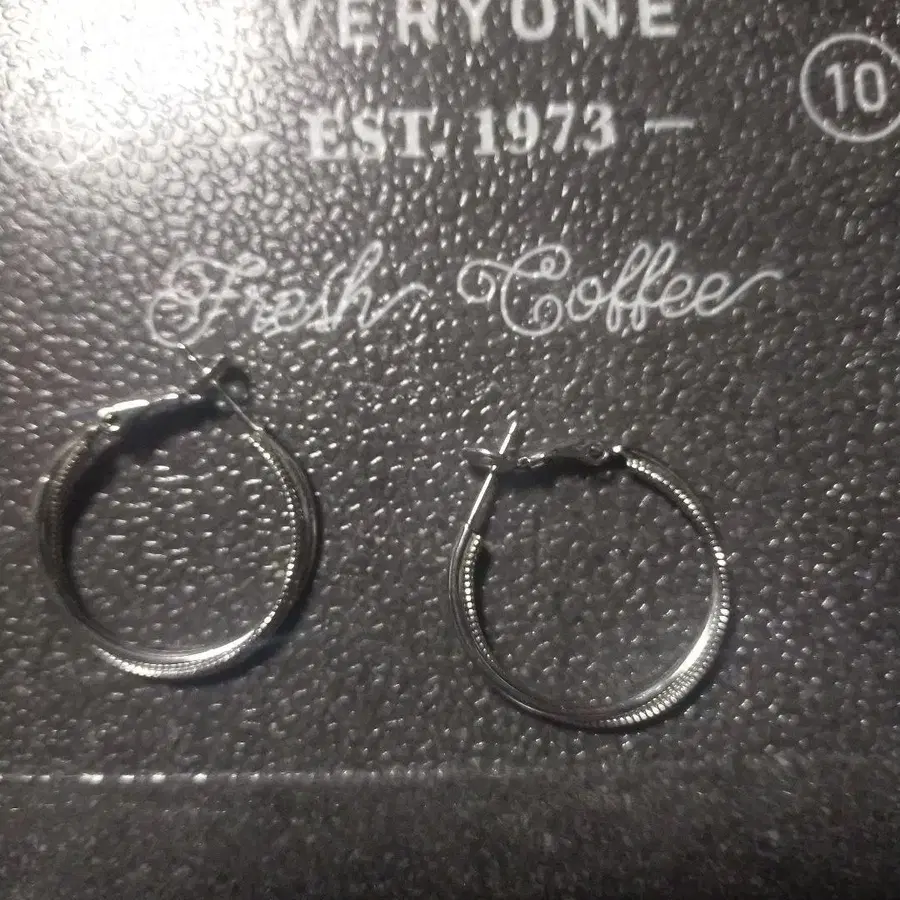 VERYONE
10
- EST. 1973 -
Fresh Coffee